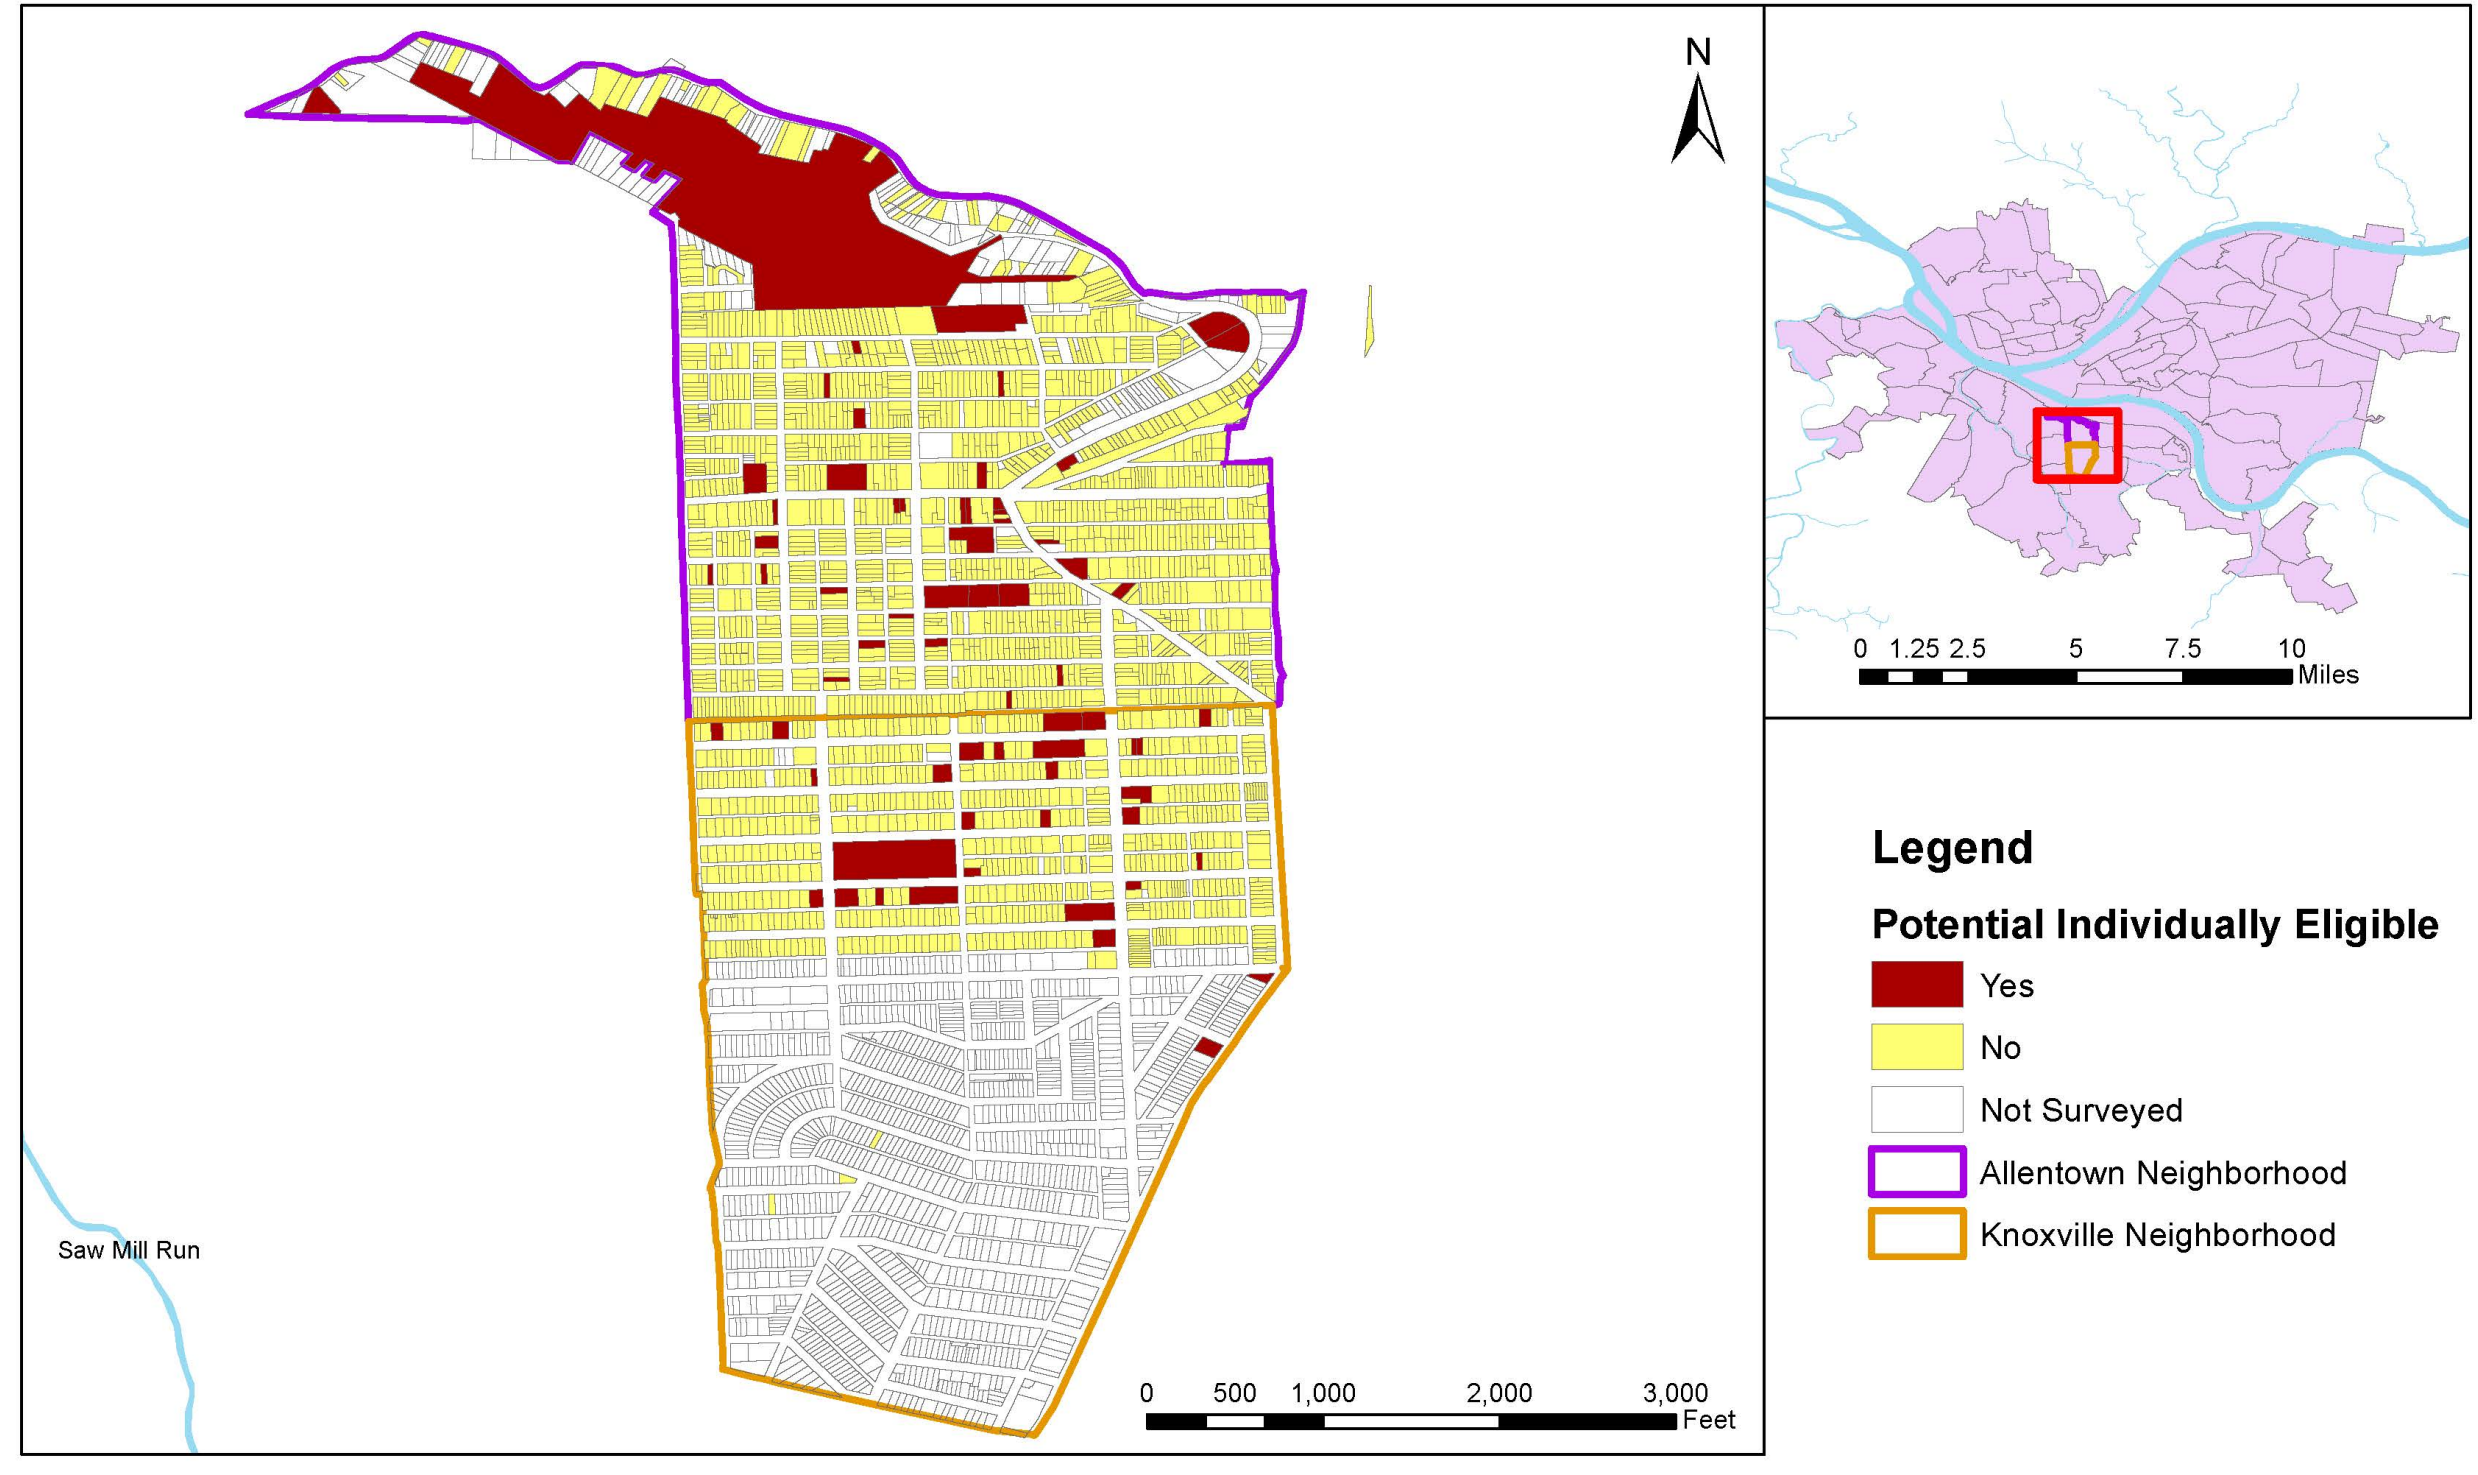 N
Saw Mill Run
0 500 1,000 2,000 3,000
Feet
0 1.25 2.5 5 7.5 10
Miles
Legend
Potential Individually Eligible
Yes
No
Not Surveyed
Allentown Neighborhood
Knoxville Neighborhood